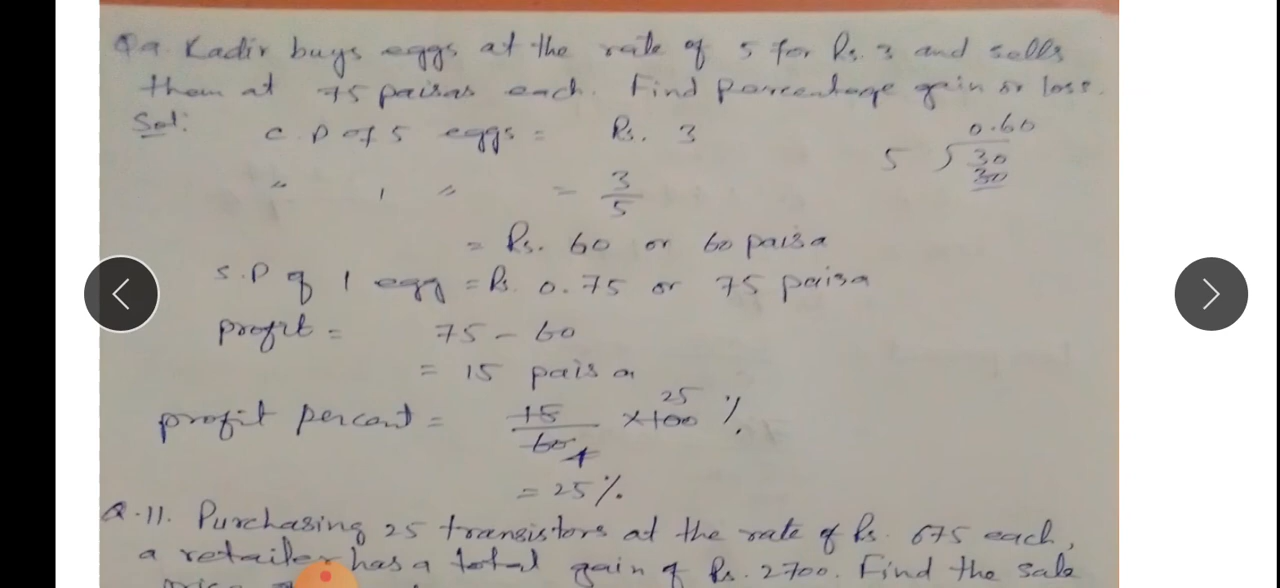 Q9. Kadir buys eggs at the rate of 5 for Rs. 3 and sells
them at 75 paisas each. Find percentage gain or loss.
Sol: C.P of 5 eggs = Rs. 3
" 1 " = 3/5
5 ) 30 0.60
30
= Rs. 60 or 60 paisa
S.P of 1 egg = Rs. 0.75 or 75 paisa
profit = 75 - 60
= 15 paisa
profit percent = 15/60 4 × 100 25 %
= 25 %.
Q.11. Purchasing 25 transistors at the rate of Rs. 675 each,
a retailer has a total gain of Rs. 2700. Find the sale